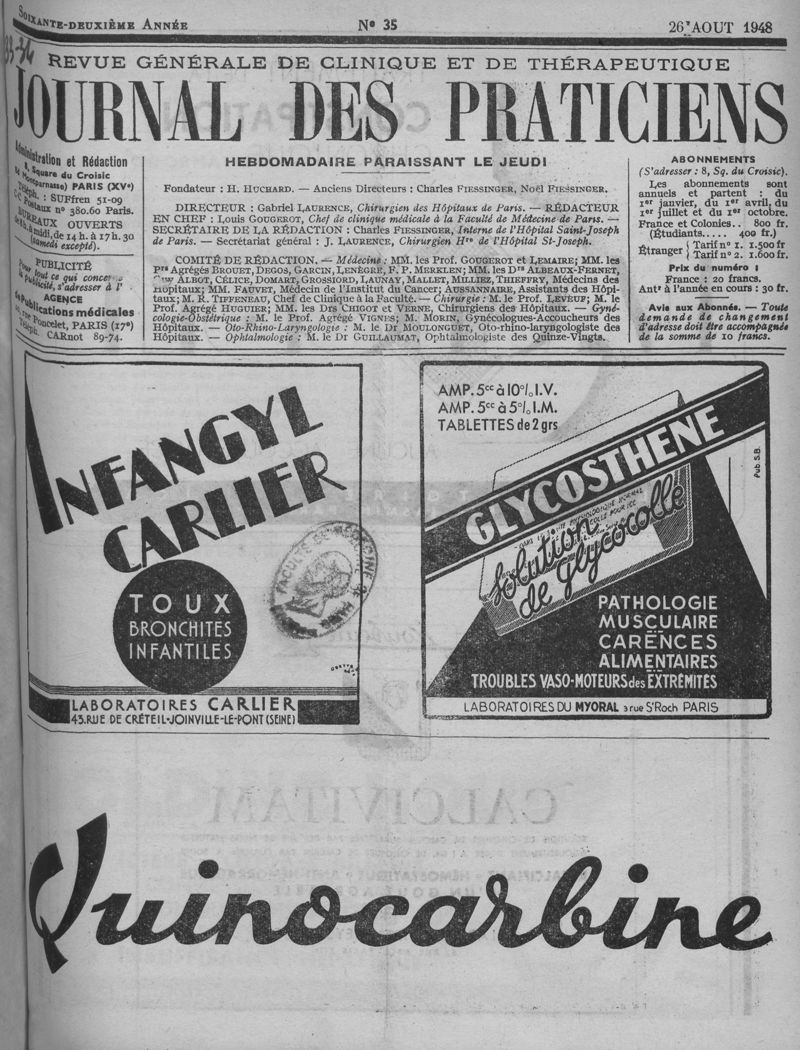 SOIXANTE-DEUXIÈME ANNÉE
N° 35
26 AOUT 1948
33-34
REVUE GÉNÉRALE DE CLINIQUE ET DE THÉRAPEUTIQUE
JOURNAL DES PRATICIENS
Administration et Rédaction
8, Square du Croisic
PARIS (XVe)
Téléph. : SUFfren 51-09
n° 380.60 Paris.
BUREAUX OUVERTS
midi, de 14 h. à 17 h. 30
(samedi excepté).
PUBLICITÉ
Pour tout ce qui concerne
la publicité, s'adresser à l'
AGENCE
Publications médicales
Poncelet, PARIS (17e)
Téléph. CARnot 89-74.
HEBDOMADAIRE PARAISSANT LE JEUDI
Fondateur : H. HUCHARD. — Anciens Directeurs : Charles FIESSINGER, Noël FIESSINGER.
DIRECTEUR : Gabriel LAURENCE, Chirurgien des Hôpitaux de Paris. — RÉDACTEUR
EN CHEF : Louis GOUGEROT, Chef de clinique médicale à la Faculté de Médecine de Paris. —
SECRÉTAIRE DE LA RÉDACTION : Charles FIESSINGER, Interne de l'Hôpital Saint-Joseph
de Paris. — Secrétariat général : J. LAURENCE, Chirurgien Hre de l'Hôpital St-Joseph.
COMITÉ DE RÉDACTION. — Médecine : MM. les Prof. GOUGEROT et LEMAIRE; MM. les
Prs Agrégés BROUET, DEGOS, GARCIN, LENÈGRE, F. P. MERKLEN; MM. les Drs ALBEAUX-FERNET,
ALBOT, CÉLICE, DOMART, GROSSIORD, LAUNAY, MALLET, MILLIEZ, THIEFFRY, Médecins des
Hôpitaux; MM. FAUVET, Médecin de l'Institut du Cancer; AUSSANNAIRE, Assistants des Hôpi-
taux; M. R. TIFFENEAU, Chef de Clinique à la Faculté. — Chirurgie : M. le Prof. LEVEUF; M. le
Prof. Agrégé HUGUIER; MM. les Drs CHIGOT et VERNE, Chirurgiens des Hôpitaux. — Gyné-
cologie-Obstétrique : M. le Prof. Agrégé VIGNES; M. MORIN, Gynécologues-Accoucheurs des
Hôpitaux. — Oto-Rhino-Laryngologie : M. le Dr MOULONGUET, Oto-rhino-laryngologiste des
Hôpitaux. — Ophtalmologie : M. le Dr GUILLAUMAT, Ophtalmologiste des Quinze-Vingts.
ABONNEMENTS
(S'adresser : 8, Sq. du Croisic).
Les abonnements sont
annuels et partent : du
1er janvier, du 1er avril, du
1er juillet et du 1er octobre.
France et Colonies.. 800 fr.
(Étudiants.... 400 fr.)
Étranger { Tarif n° 1. 1.500 fr
Tarif n° 2. 1.600 fr.
Prix du numéro :
France : 20 francs.
Ants à l'année en cours : 30 fr.
Avis aux Abonnés. — Toute
demande de changement
d'adresse doit être accompagnée
de la somme de 10 francs.
INFANGYL
CARLIER
TOUX
BRONCHITES
INFANTILES
FACULTÉ DE MÉDECINE DE PARIS
LABORATOIRES CARLIER
43. RUE DE CRÉTEIL-JOINVILLE-LE-PONT (SEINE)
AMP. 5cc à 10% I.V.
AMP. 5cc à 5% I.M.
TABLETTES de 2 grs
GLYCOSTHENE
Solution
de glycocolle
Pub. S.B.
PATHOLOGIE
MUSCULAIRE
CARENCES
ALIMENTAIRES
TROUBLES VASO-MOTEURS des EXTRÉMITÉS
LABORATOIRES DU MYORAL 3 rue St Roch PARIS
Quinocarbine